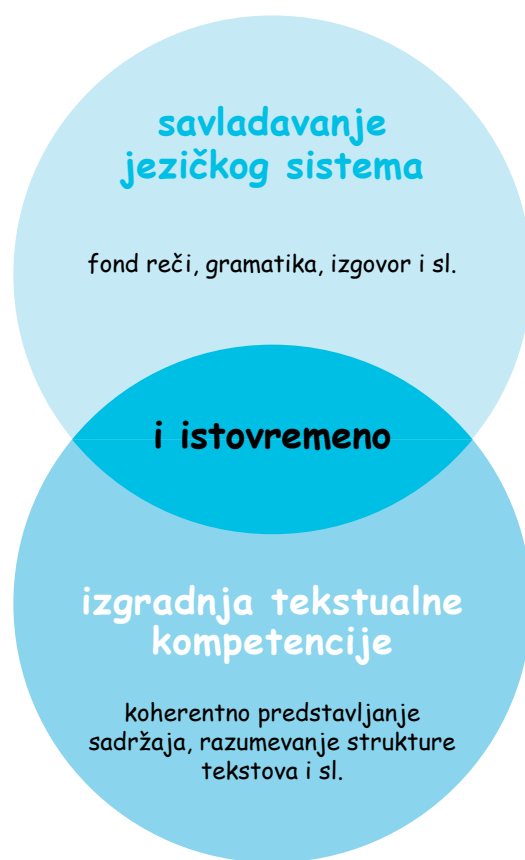 savladavanje
jezičkog sistema
fond reči, gramatika, izgovor i sl.
i istovremeno
izgradnja tekstualne
kompetencije
koherentno predstavljanje
sadržaja, razumevanje strukture
tekstova i sl.